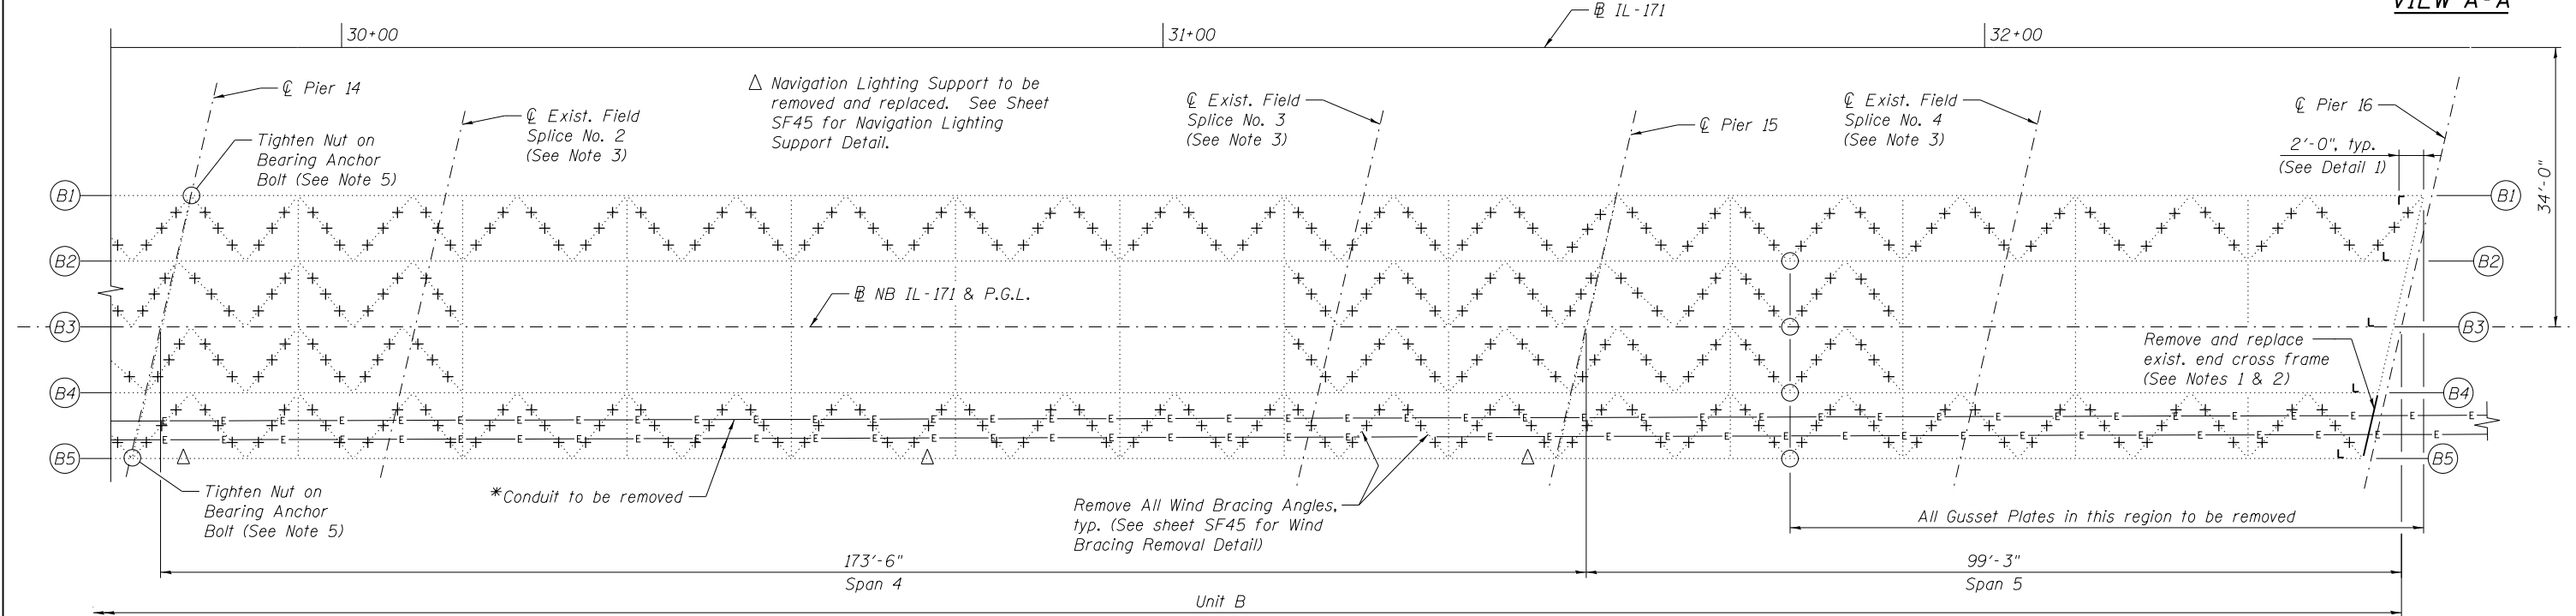 VIEW A-A
℄ IL-171
30+00
31+00
32+00
℄ Pier 14
△ Navigation Lighting Support to be
removed and replaced. See Sheet
SF45 for Navigation Lighting
Support Detail.
℄ Exist. Field
Splice No. 2
(See Note 3)
℄ Exist. Field
Splice No. 3
(See Note 3)
℄ Pier 15
℄ Exist. Field
Splice No. 4
(See Note 3)
℄ Pier 16
2'-0", typ.
(See Detail 1)
34'-0"
Tighten Nut on
Bearing Anchor
Bolt (See Note 5)
B1
B1
B2
B2
℄ NB IL-171 & P.G.L.
B3
B3
Remove and replace
exist. end cross frame
(See Notes 1 & 2)
B4
B4
E E E E E E E E E E E E E E E E E E E E E E E
E E E E E E E E E E E E E E E E E E E E
B5
B5
Tighten Nut on
Bearing Anchor
Bolt (See Note 5)
*Conduit to be removed
Remove All Wind Bracing Angles,
typ. (See sheet SF45 for Wind
Bracing Removal Detail)
All Gusset Plates in this region to be removed
173'-6"
Span 4
99'-3"
Span 5
Unit B